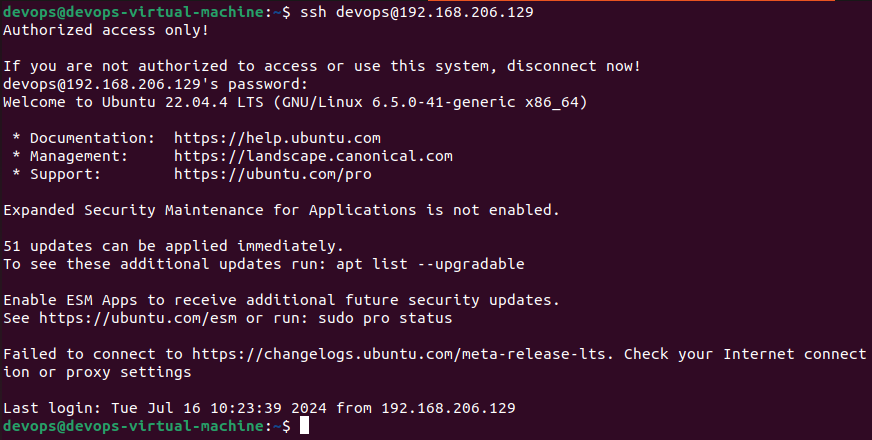 devops@devops-virtual-machine:~$ ssh devops@192.168.206.129
Authorized access only!
If you are not authorized to access or use this system, disconnect now!
devops@192.168.206.129's password:
Welcome to Ubuntu 22.04.4 LTS (GNU/Linux 6.5.0-41-generic x86_64)
* Documentation:  https://help.ubuntu.com
* Management:     https://landscape.canonical.com
* Support:        https://ubuntu.com/pro
Expanded Security Maintenance for Applications is not enabled.
51 updates can be applied immediately.
To see these additional updates run: apt list --upgradable
Enable ESM Apps to receive additional future security updates.
See https://ubuntu.com/esm or run: sudo pro status
Failed to connect to https://changelogs.ubuntu.com/meta-release-lts. Check your Internet connect
ion or proxy settings
Last login: Tue Jul 16 10:23:39 2024 from 192.168.206.129
devops@devops-virtual-machine:~$